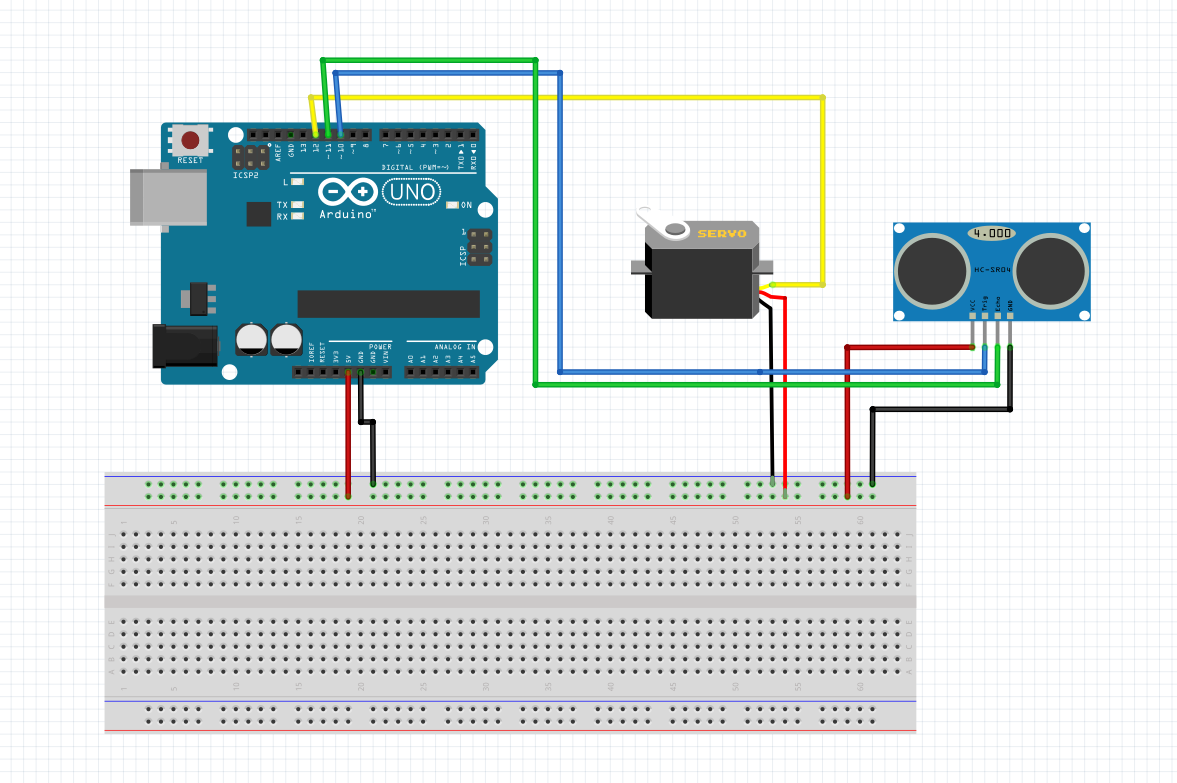 RESET
ICSP2
AREF
GND
13
12
~11
~10
~9
8
7
~6
~5
4
~3
2
TX0▶1
RX0◀0
DIGITAL (PWM=~)
L
TX
RX
Arduino™
UNO
ON
1
ICSP
IOREF
RESET
3V3
5V
GND
GND
VIN
POWER
ANALOG IN
A0
A1
A2
A3
A4
A5
SERVO
4.000
HC-SR04
VCC
Trig
Echo
GND
1 5 10 15 20 25 30 35 40 45 50 55 60
J J
I I
H H
G G
F F
E E
D D
C C
B B
A A
1 5 10 15 20 25 30 35 40 45 50 55 60